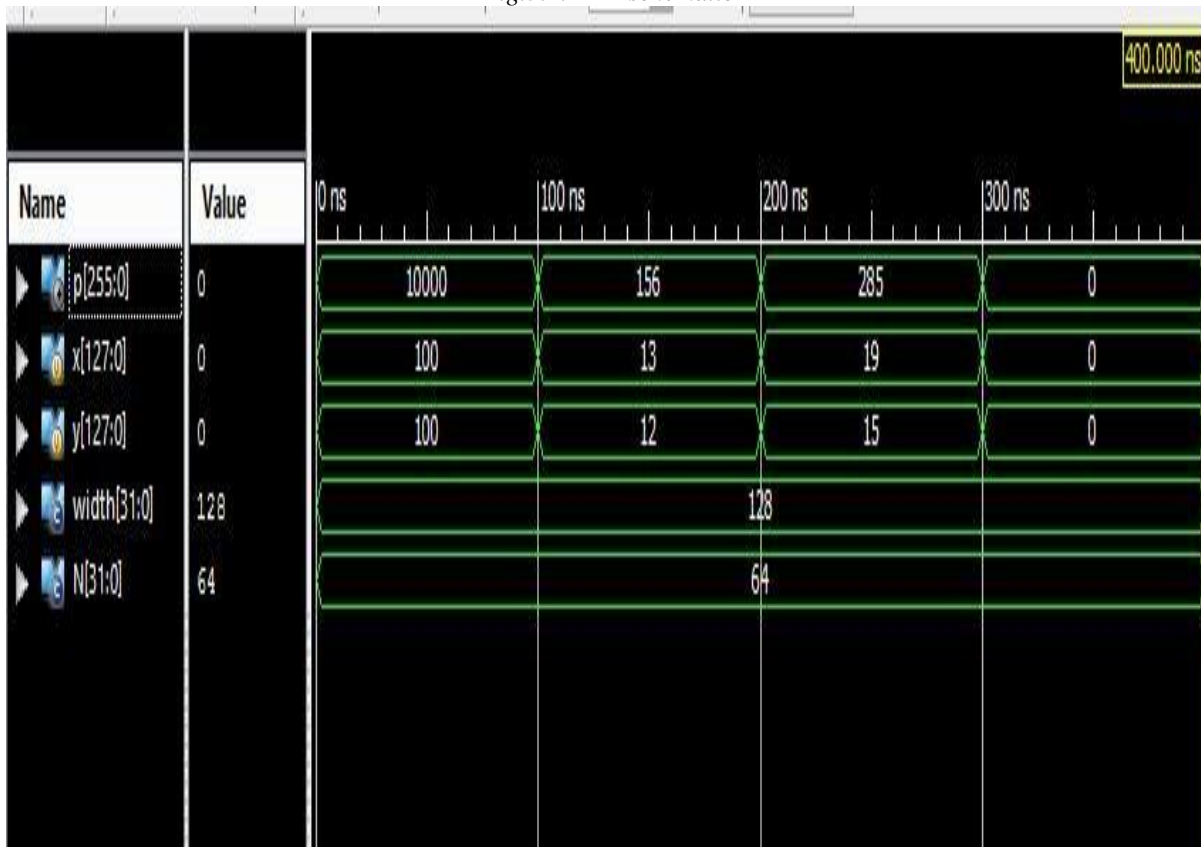 400.000 ns
Name Value 0 ns 100 ns 200 ns 300 ns
p[255:0] 0 10000 156 285 0
x[127:0] 0 100 13 19 0
y[127:0] 0 100 12 15 0
width[31:0] 128 128
N[31:0] 64 64